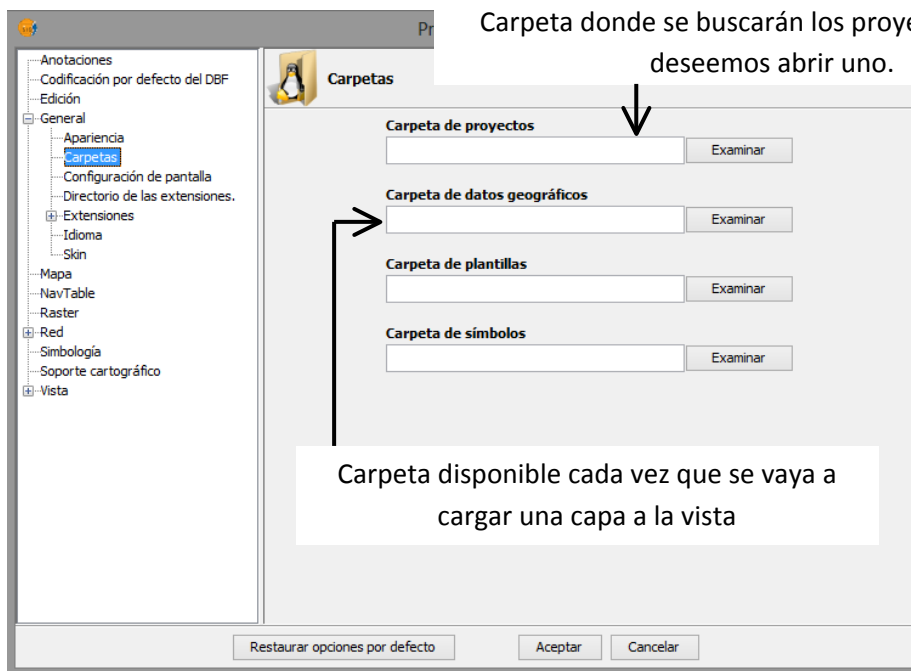 Carpeta donde se buscarán los
deseemos abrir uno.
Anotaciones
Codificación por defecto del DBF
Edición
General
Apariencia
Carpetas
Configuración de pantalla
Directorio de las extensiones.
Extensiones
Idioma
Skin
Mapa
NavTable
Raster
Red
Simbología
Soporte cartográfico
Vista
Carpetas
Carpeta de proyectos
Examinar
Carpeta de datos geográficos
Examinar
Carpeta de plantillas
Examinar
Carpeta de símbolos
Examinar
Carpeta disponible cada vez que se vaya a
cargar una capa a la vista
Restaurar opciones por defecto
Aceptar
Cancelar